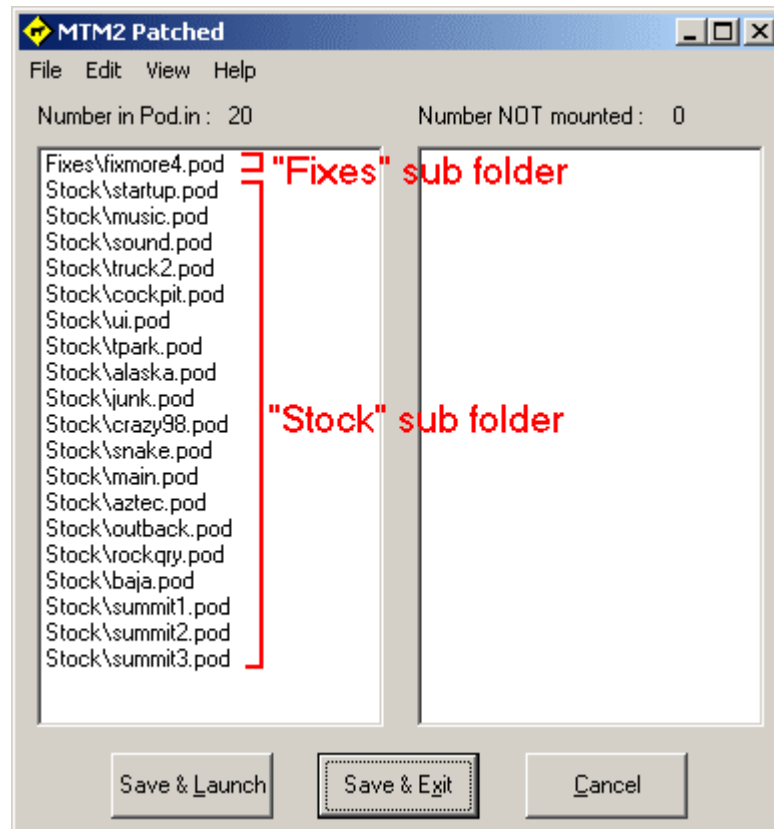 MTM2 Patched
File Edit View Help
Number in Pod.in : 20 Number NOT mounted : 0
Fixes\fixmore4.pod "Fixes" sub folder
Stock\startup.pod
Stock\music.pod
Stock\sound.pod
Stock\truck2.pod
Stock\cockpit.pod
Stock\ui.pod
Stock\tpark.pod
Stock\alaska.pod
Stock\junk.pod
Stock\crazy98.pod "Stock" sub folder
Stock\snake.pod
Stock\main.pod
Stock\aztec.pod
Stock\outback.pod
Stock\rockqry.pod
Stock\baja.pod
Stock\summit1.pod
Stock\summit2.pod
Stock\summit3.pod
Save & Launch Save & Exit Cancel